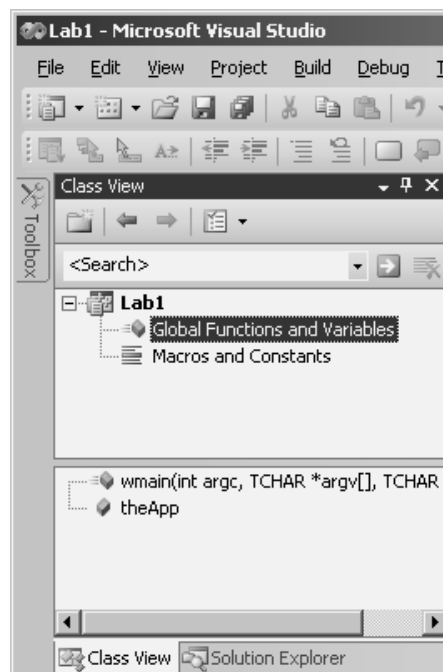 Lab1 - Microsoft Visual Studio
File Edit View Project Build Debug
Toolbox
Class View
<Search>
Lab1
Global Functions and Variables
Macros and Constants
wmain(int argc, TCHAR *argv[], TCHAR
theApp
Class View Solution Explorer